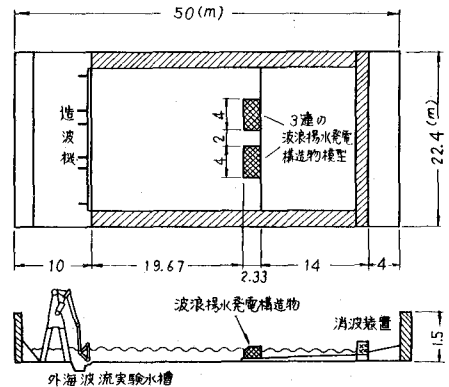 50(m)
造
波
機
4
2
4
3連の
波浪揚水発電
構造物模型
22.4(m)
10
19.67
2.33
14
4
波浪揚水発電構造物
消波装置
1.5
外海波流実験水槽